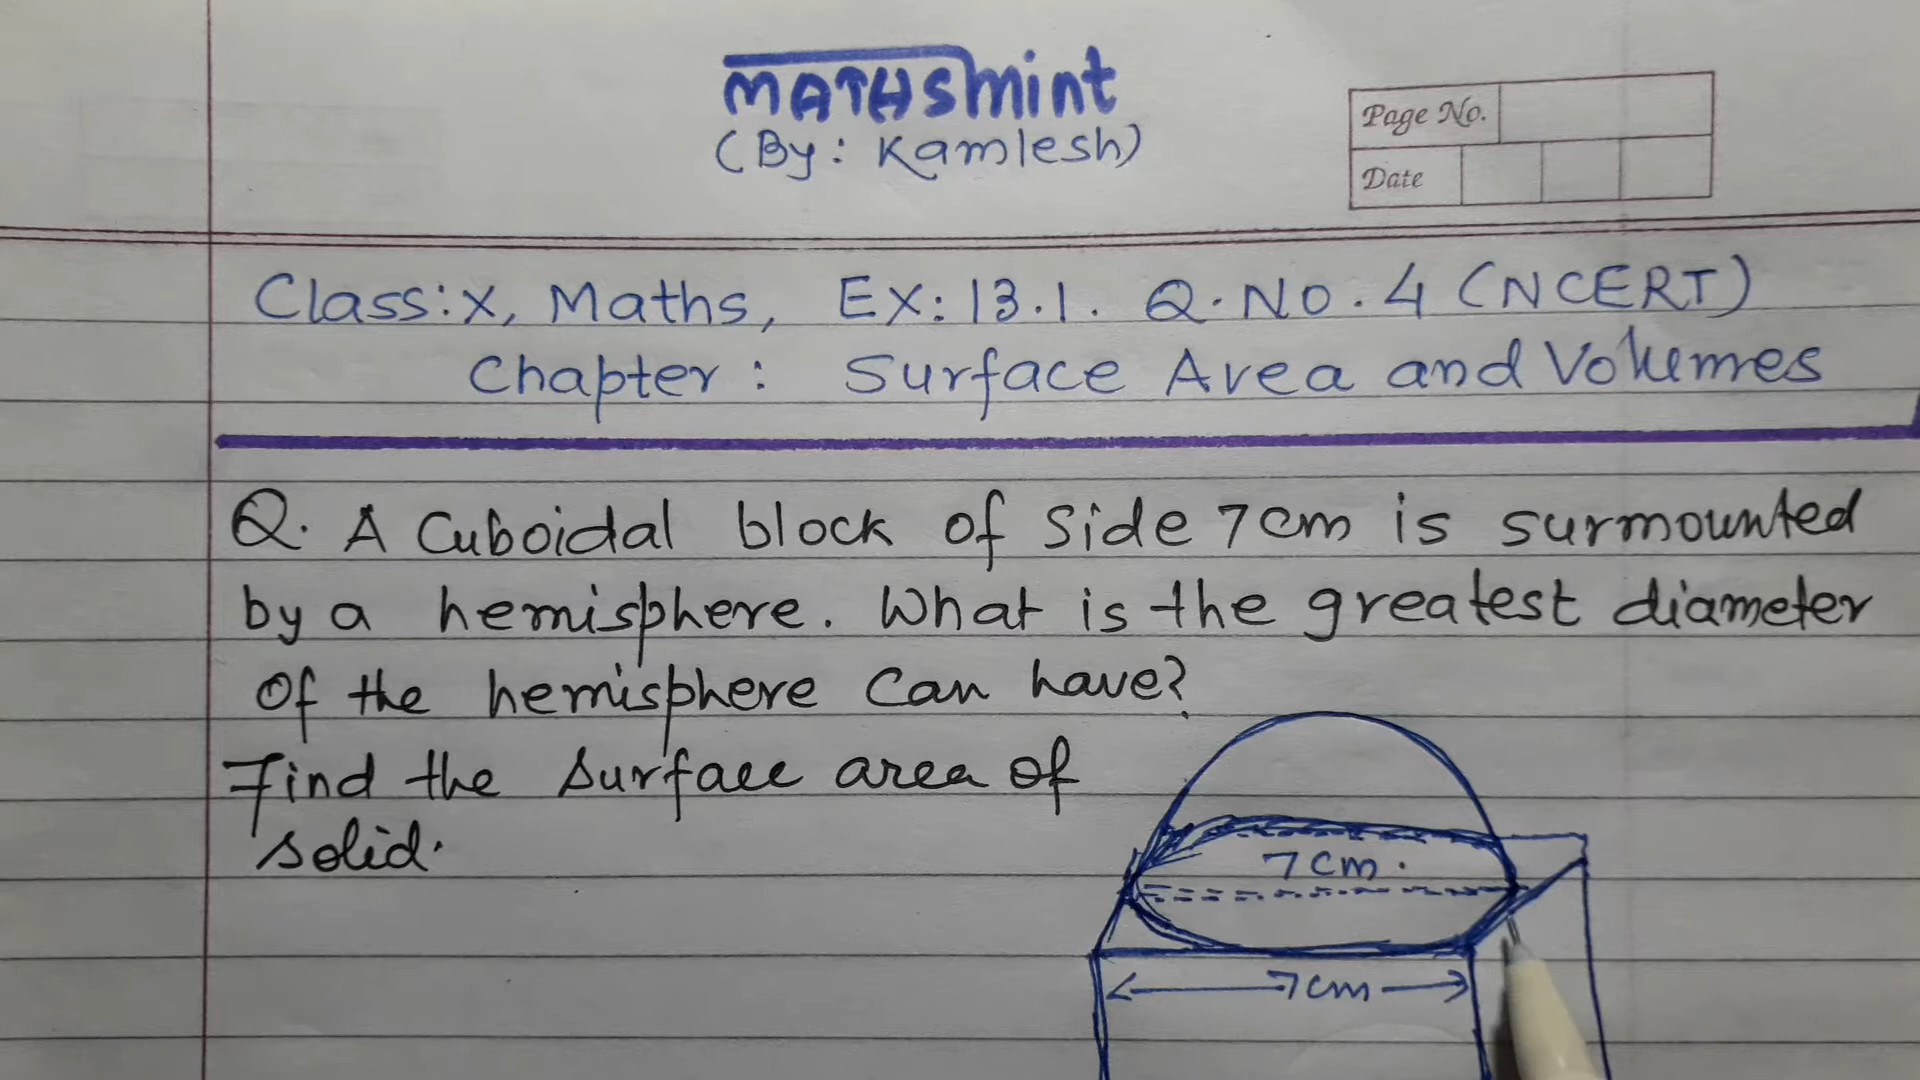 MATHSmint
(By: Kamlesh)
Page No.
Date
Class: X, Maths, EX: 13.1. Q. No. 4 (NCERT)
Chapter: Surface Area and Volumes
Q. A Cuboidal block of side 7cm is surmounted
by a hemisphere. What is the greatest diameter
Of the hemisphere can have?
Find the surface area of
solid.
7cm.
7cm